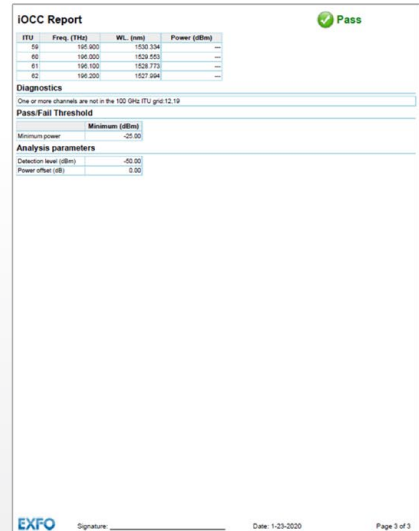 iOCC Report
Pass
ITU Freq. (THz) WL. (nm) Power (dBm)
59 195.900 1530.334 ---
60 196.000 1529.553 ---
61 196.100 1528.773 ---
62 196.200 1527.994 ---
Diagnostics
One or more channels are not in the 100 GHz ITU grid:12,19
Pass/Fail Threshold
Minimum (dBm)
Minimum power -25.00
Analysis parameters
Detection level (dBm) -50.00
Power offset (dB) 0.00
EXFO Signature: Date: 1-23-2020 Page 3 of 3